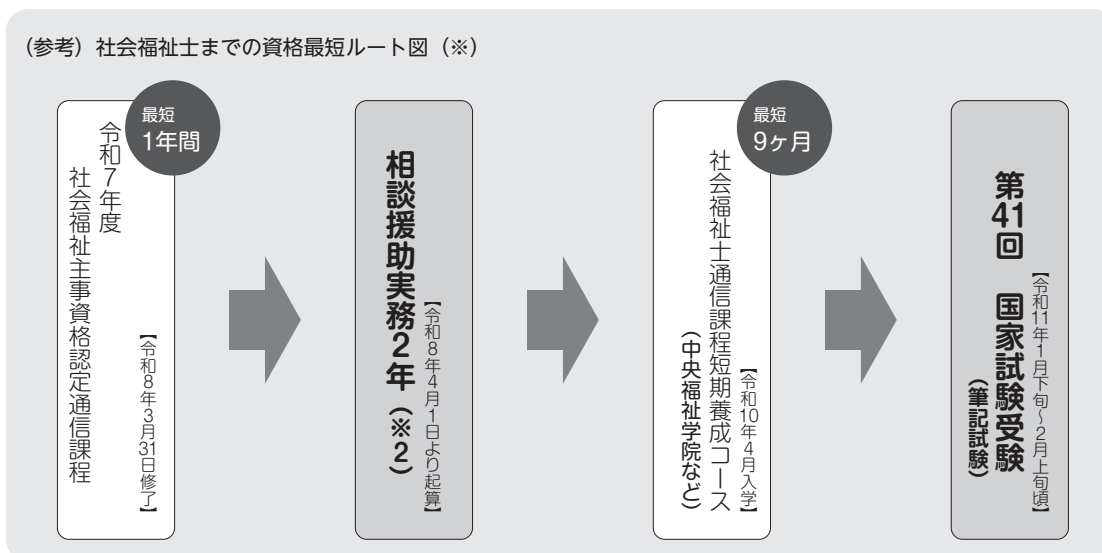 （参考）社会福祉士までの資格最短ルート図（※）
最短
1年間
令和７年度
社会福祉主事資格認定通信課程
【令和８年３月31日修了】
相談援助実務２年（※２）
【令和８年４月１日より起算】
最短
9ヶ月
社会福祉士通信課程短期養成コース
（中央福祉学院など）
【令和10年４月入学】
第41回　国家試験受験
（筆記試験）
【令和11年１月下旬～２月上旬頃】